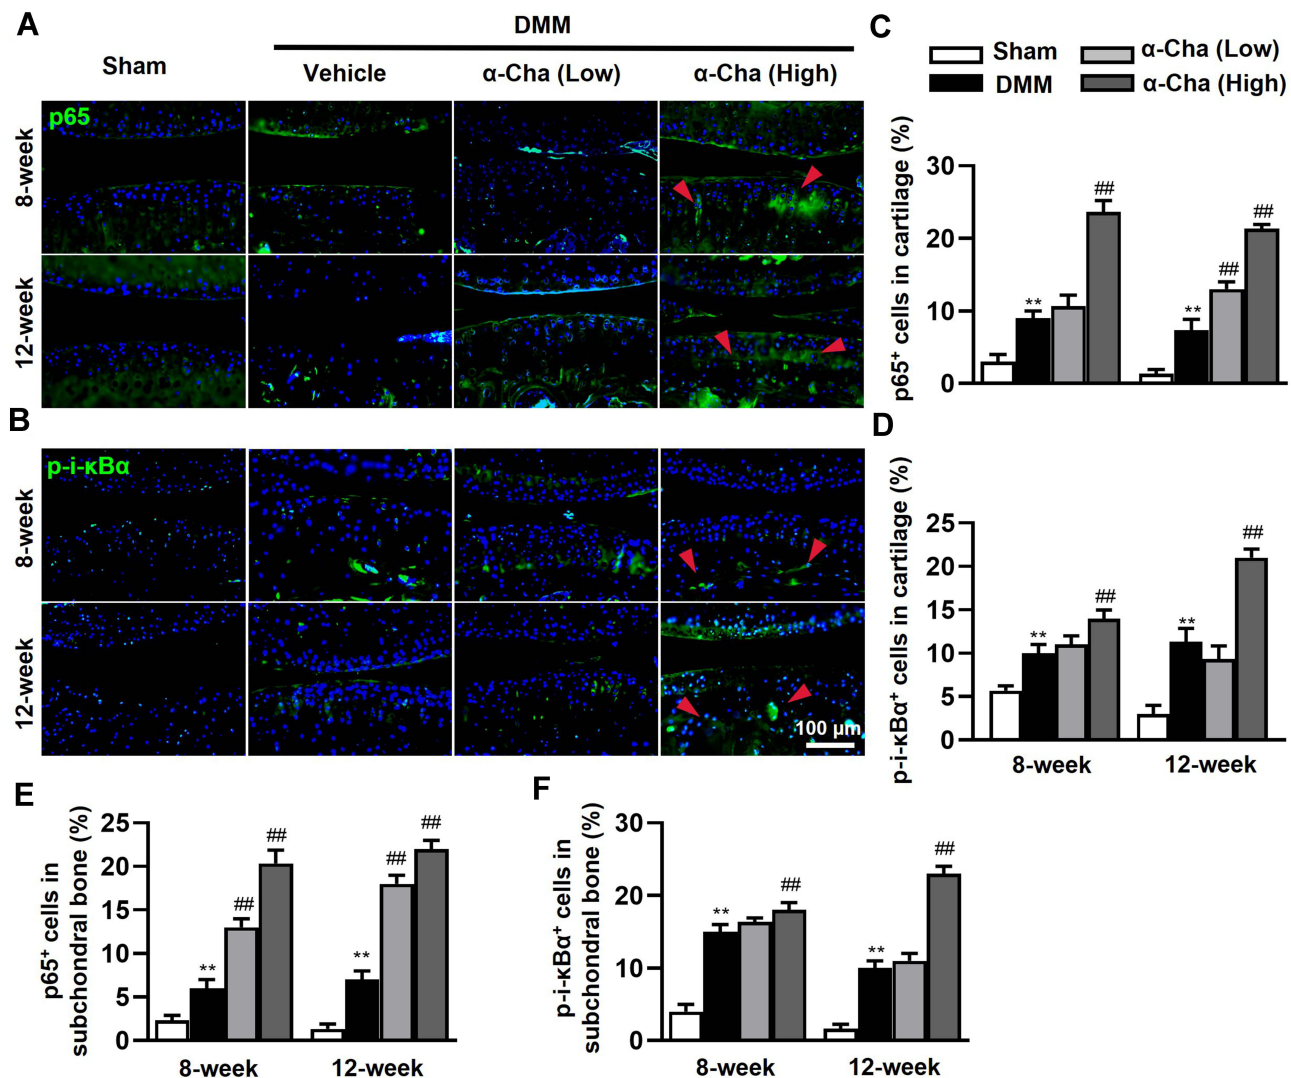 A
DMM
Sham
Vehicle
α-Cha (Low)
α-Cha (High)
p65
8-week
12-week
B
p-i-κBα
8-week
12-week
100 μm
C
Sham
α-Cha (Low)
DMM
α-Cha (High)
p65⁺ cells in cartilage (%)
30
20
10
0
**
##
**
##
##
D
p-i-κBα⁺ cells in cartilage (%)
25
20
15
10
5
0
**
##
**
##
8-week
12-week
E
p65⁺ cells in
subchondral bone (%)
25
20
15
10
5
0
**
##
##
**
##
##
8-week
12-week
F
p-i-κBα⁺ cells in
subchondral bone (%)
30
20
10
0
**
##
**
##
8-week
12-week